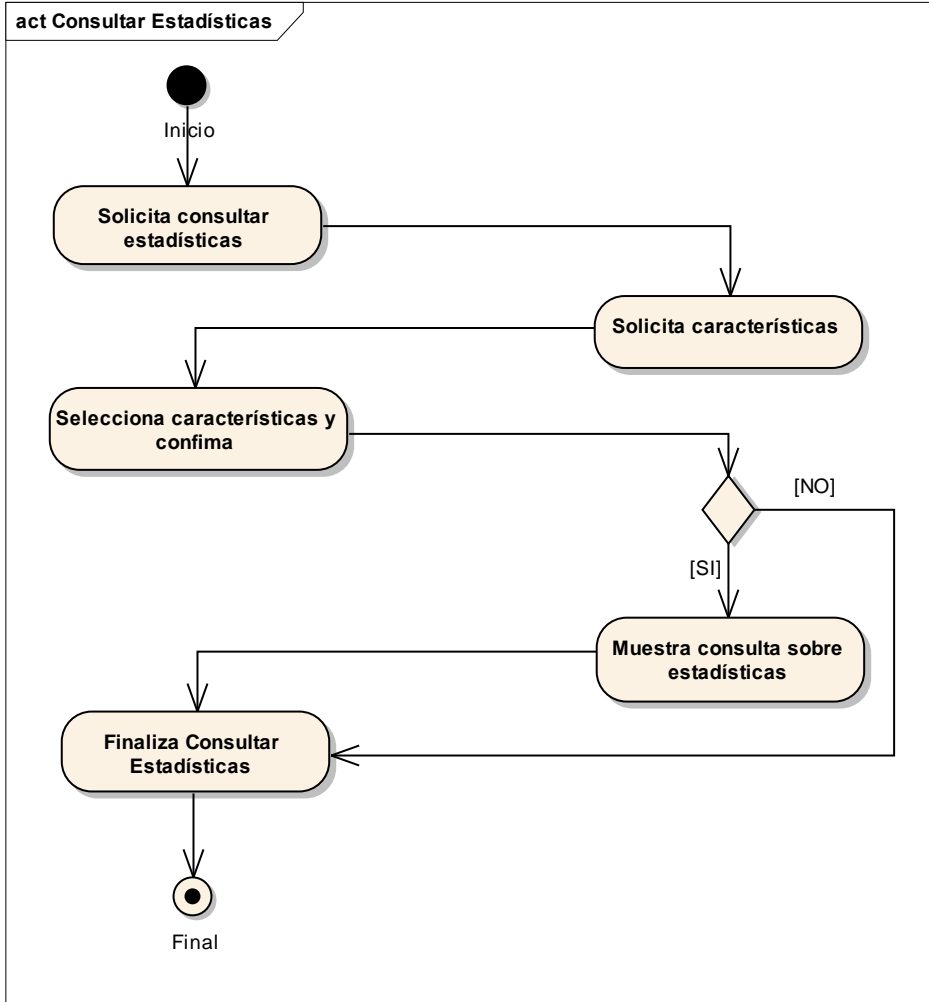 act Consultar Estadísticas
Inicio
Solicita consultar
estadísticas
Solicita características
Selecciona características y
confima
[NO]
[SI]
Muestra consulta sobre
estadísticas
Finaliza Consultar
Estadísticas
Final